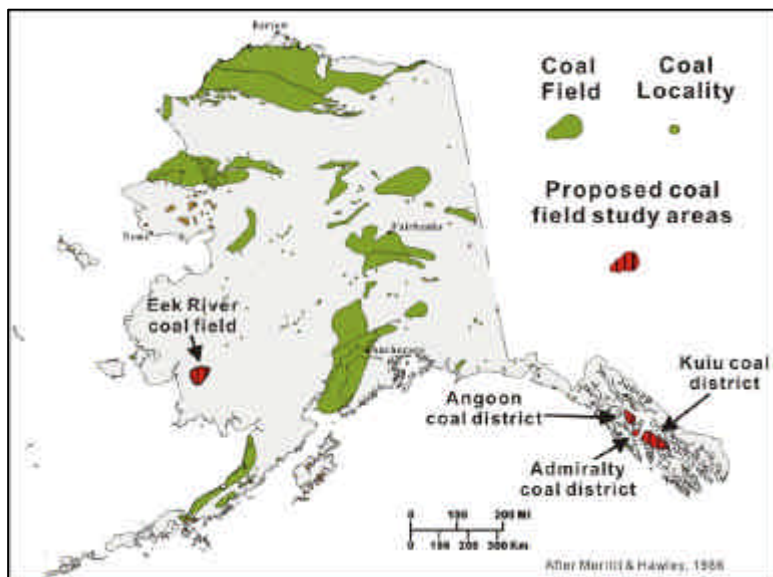 Barrow
Coal
Field
Coal
Locality
Proposed coal
field study areas
Nome
Fairbanks
Eek River
coal field
Anchorage
Kuiu coal
district
Angoon
coal district
Admiralty
coal district
0 100 200 Mi
0 100 200 300 Km
After Merritt & Hawley, 1986